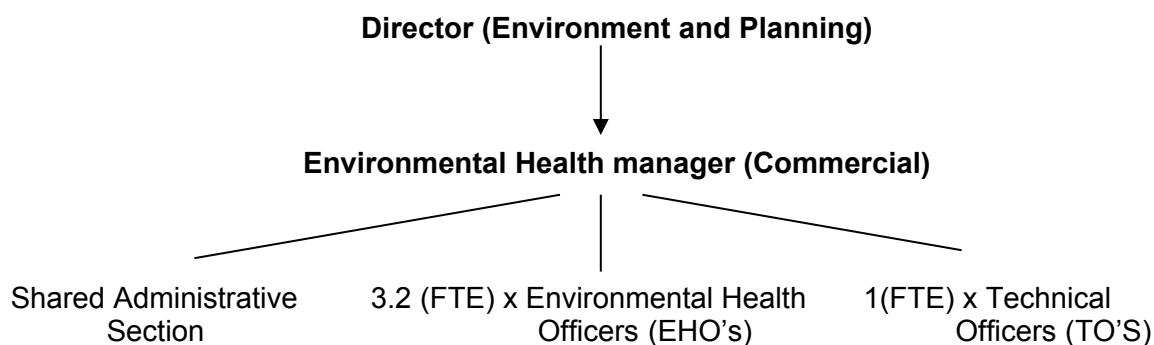 Director (Environment and Planning)
Environmental Health manager (Commercial)
Shared Administrative
Section
3.2 (FTE) x Environmental Health
Officers (EHO’s)
1(FTE) x Technical
Officers (TO’S)